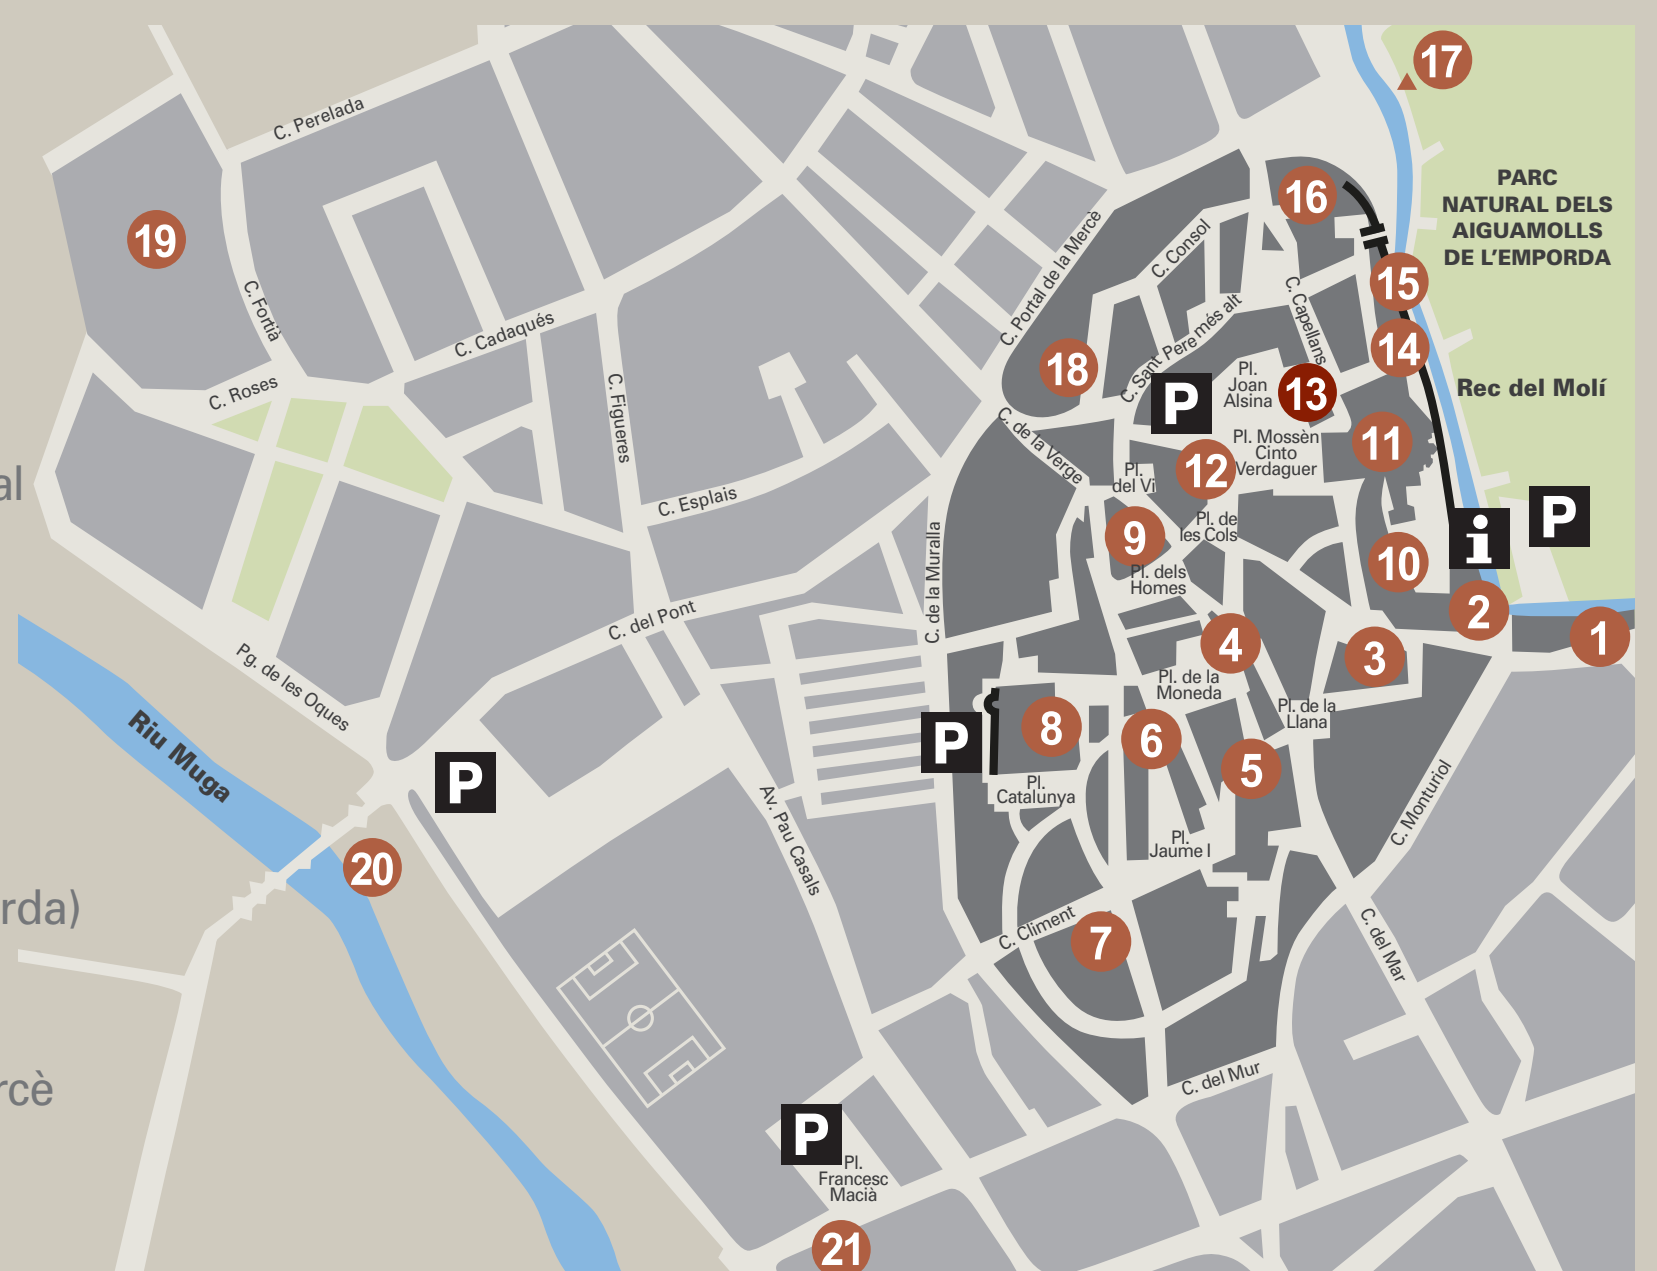 17
C. Perelada
PARC
NATURAL DELS
AIGUAMOLLS
DE L'EMPORDA
16
19
C. Portal de la Mercè
C. Consol
15
C. Fortià
C. Cadaqués
C. Capellans
14
C. Sant Pere més alt
18
Pl.
Joan
Alsina
13
Rec del Molí
C. Roses
P
C. Figueres
C. de la Verge
Pl. Mossèn
Cinto
Verdaguer
11
12
Pl.
del Vi
al
C. Esplais
P
Pl. de
les Cols
9
i
10
C. de la Muralla
Pl. dels
Homes
C. del Pont
2
1
4
3
Pg. de les Oques
Pl. de la
Moneda
Pl. de la
Llana
Riu Muga
8
6
P
5
P
Pl.
Catalunya
C. Monturiol
Av. Pau Casals
Pl.
Jaume I
20
rda)
C. Climent
7
C. del Mar
rcè
C. del Mur
P
Pl.
Francesc
Macià
21